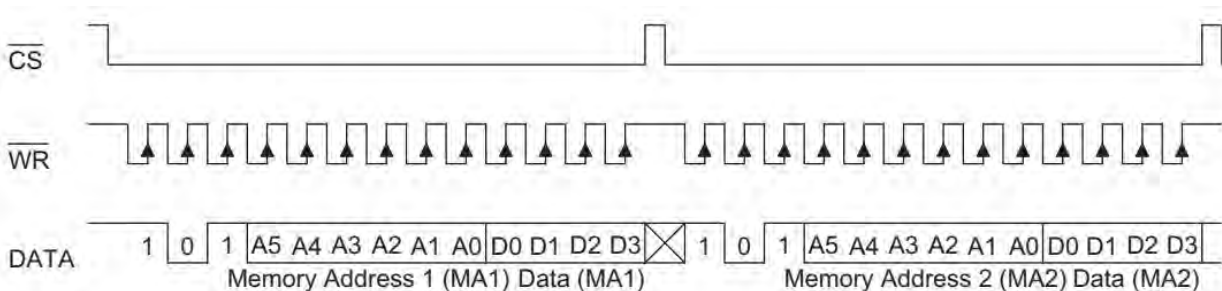 CS
WR
DATA 1 0 1 A5 A4 A3 A2 A1 A0 D0 D1 D2 D3 1 0 1 A5 A4 A3 A2 A1 A0 D0 D1 D2 D3
Memory Address 1 (MA1) Data (MA1) Memory Address 2 (MA2) Data (MA2)